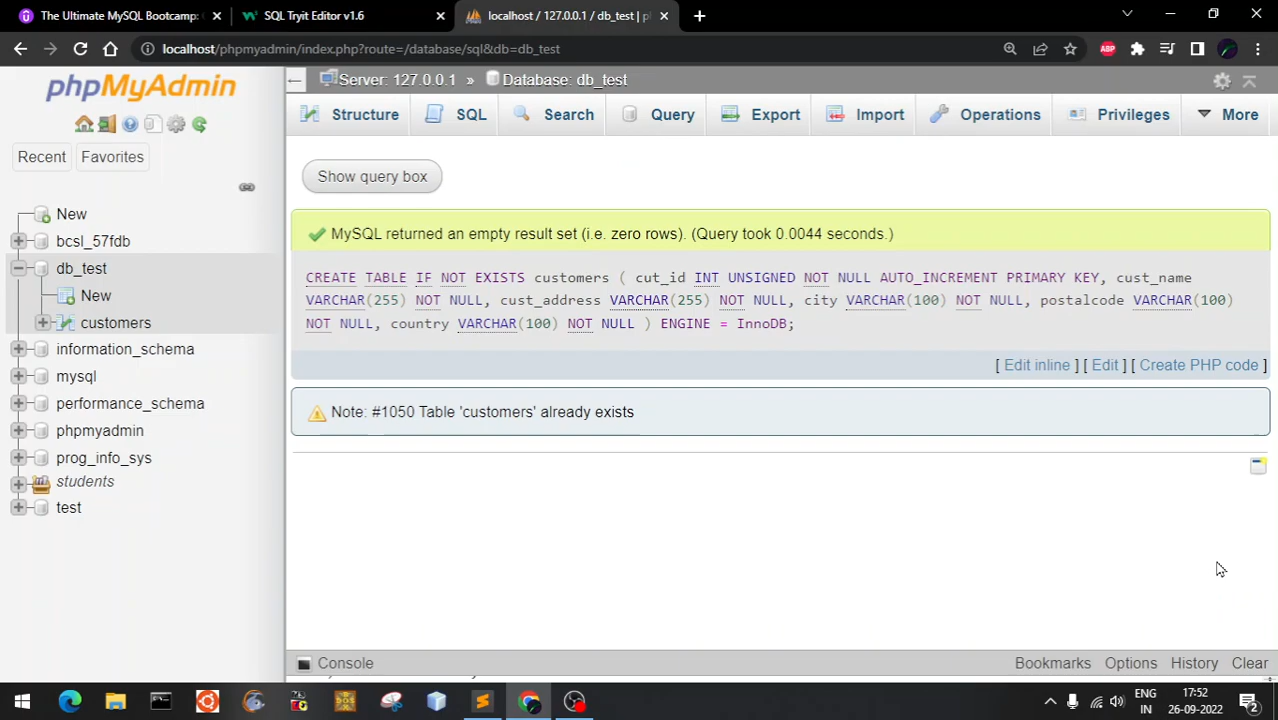 The Ultimate MySQL Bootcamp:
SQL Tryit Editor v1.6
localhost / 127.0.0.1 / db_test | p
localhost/phpmyadmin/index.php?route=/database/sql&db=db_test
ABP
phpMyAdmin
Recent
Favorites
New
bcsl_57fdb
db_test
New
customers
information_schema
mysql
performance_schema
phpmyadmin
prog_info_sys
students
test
Server: 127.0.0.1 » Database: db_test
Structure
SQL
Search
Query
Export
Import
Operations
Privileges
More
Show query box
MySQL returned an empty result set (i.e. zero rows). (Query took 0.0044 seconds.)
CREATE TABLE IF NOT EXISTS customers ( cut_id INT UNSIGNED NOT NULL AUTO_INCREMENT PRIMARY KEY, cust_name
VARCHAR(255) NOT NULL, cust_address VARCHAR(255) NOT NULL, city VARCHAR(100) NOT NULL, postalcode VARCHAR(100)
NOT NULL, country VARCHAR(100) NOT NULL ) ENGINE = InnoDB;
[ Edit inline ] [ Edit ] [ Create PHP code ]
Note: #1050 Table 'customers' already exists
Console
Bookmarks
Options
History
Clear
ENG
IN
17:52
26-09-2022
2